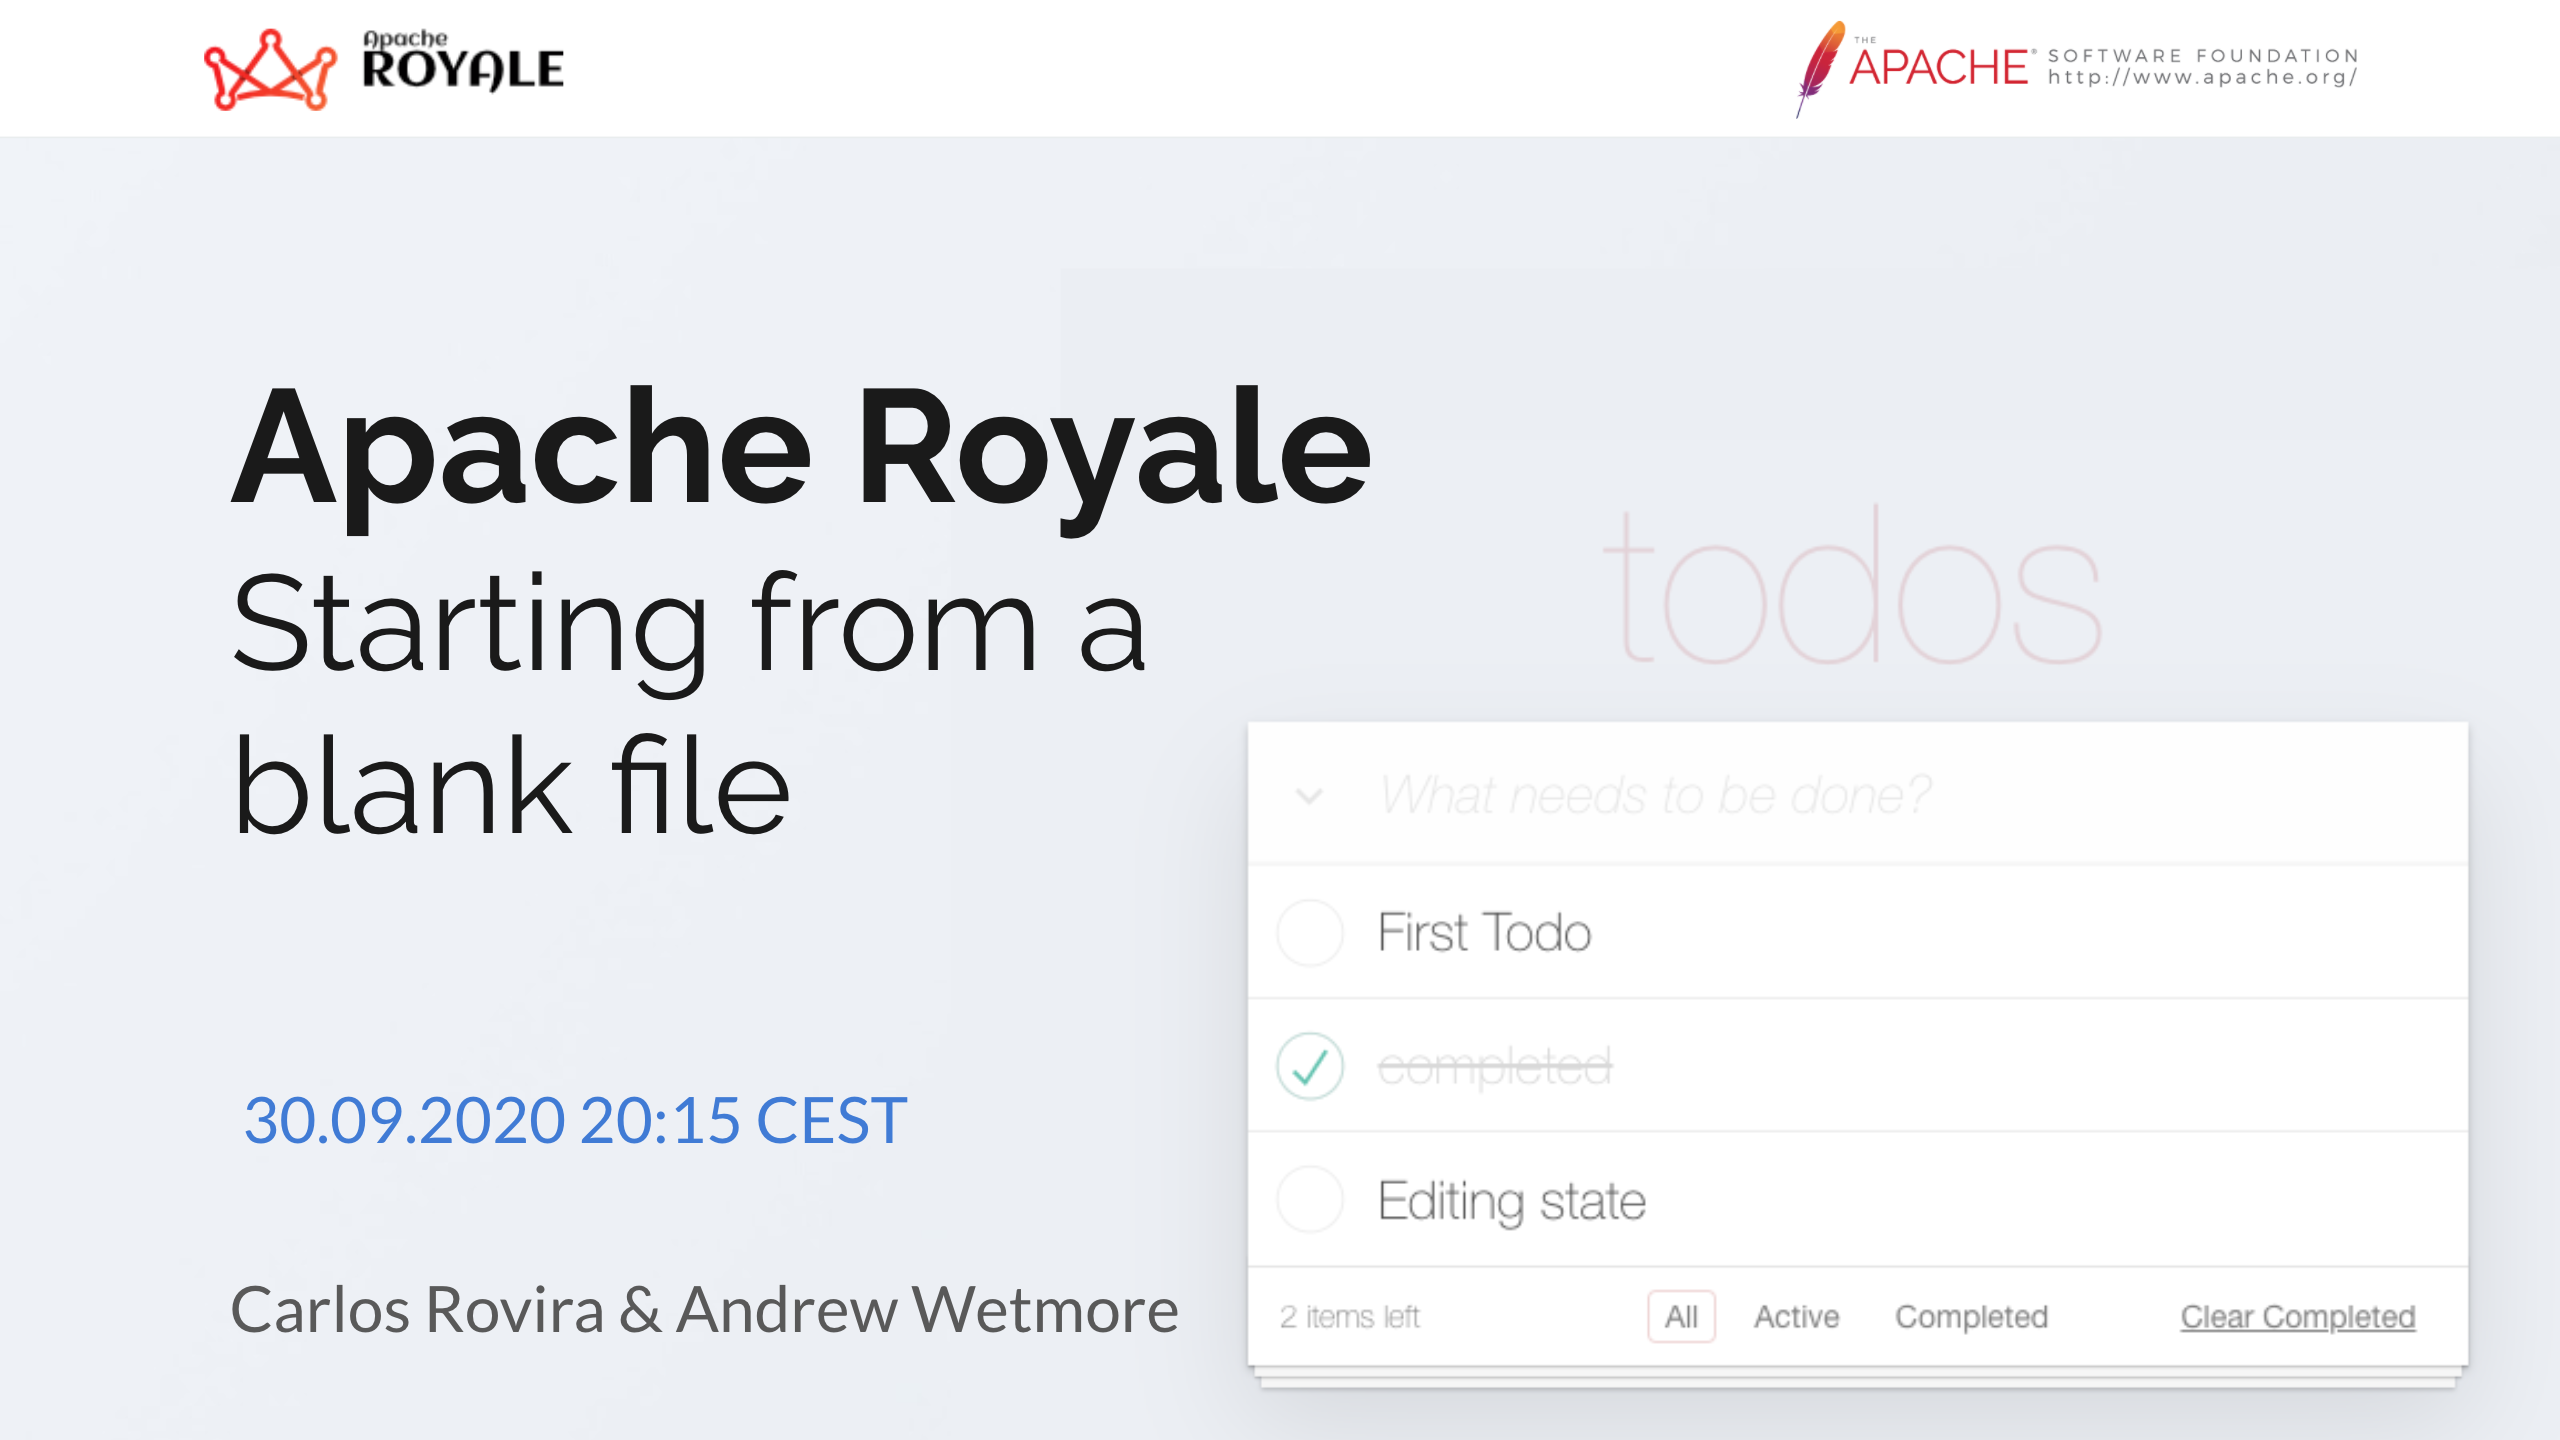 Apache
ROYALE
THE
APACHE® SOFTWARE FOUNDATION
http://www.apache.org/
Apache Royale
Starting from a
blank file
30.09.2020 20:15 CEST
Carlos Rovira & Andrew Wetmore
todos
What needs to be done?
First Todo
completed
Editing state
2 items left All Active Completed Clear Completed